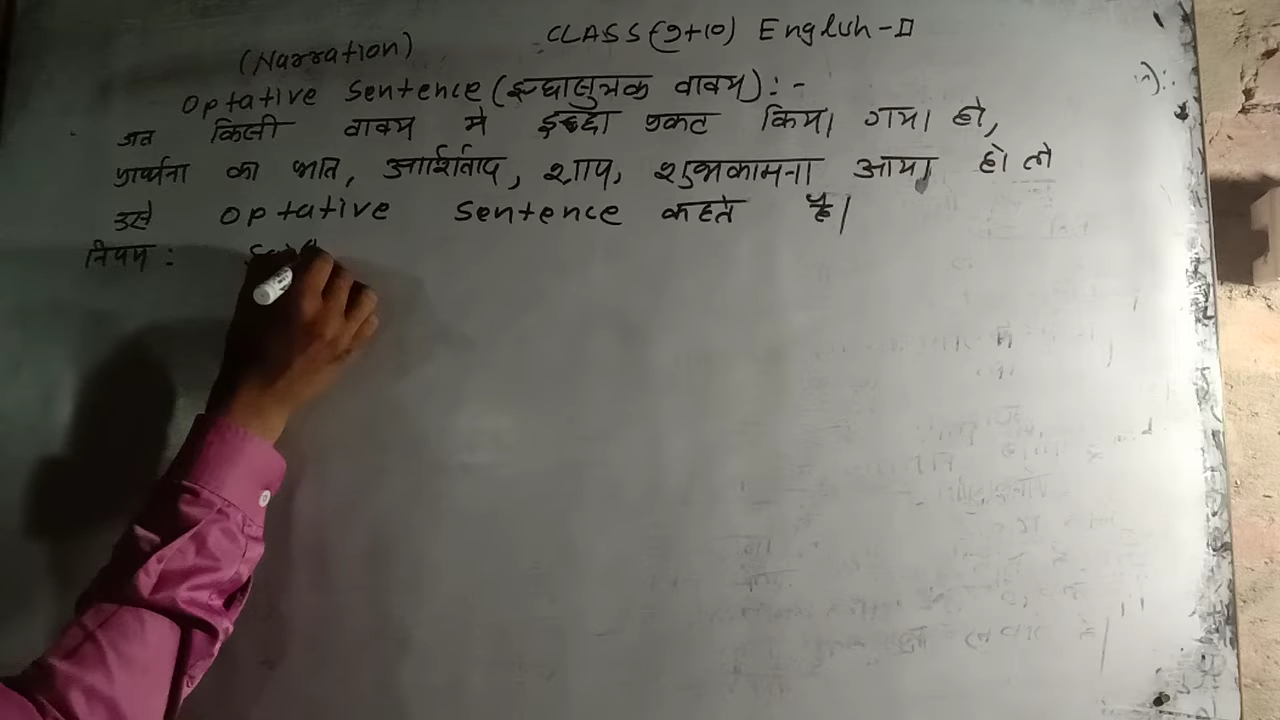 CLASS (9+10) English-II
(Narration)
Optative Sentence (इच्छासुचक वाक्य) :-
जब किसी वाक्य में इच्छा प्रकट किया गया हो,
प्रार्थना का भाव, आर्शिवाद, शाप, शुभकामना आया हो तो
उसे Optative Sentence कहते है।
नियम :